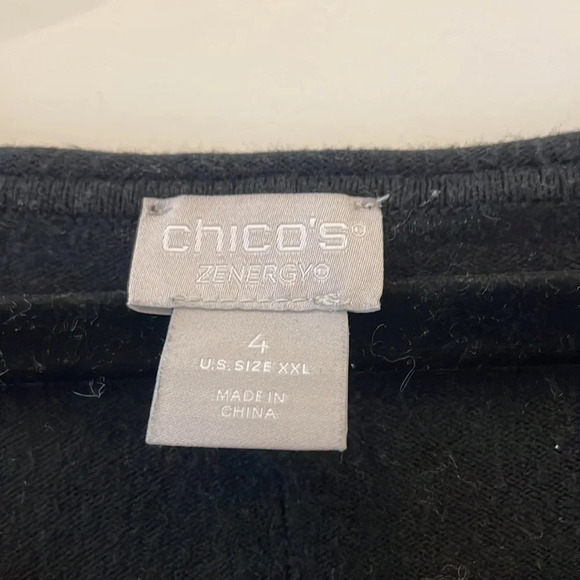 chico's®
ZENERGY®
4
U.S. SIZE XXL
MADE IN
CHINA